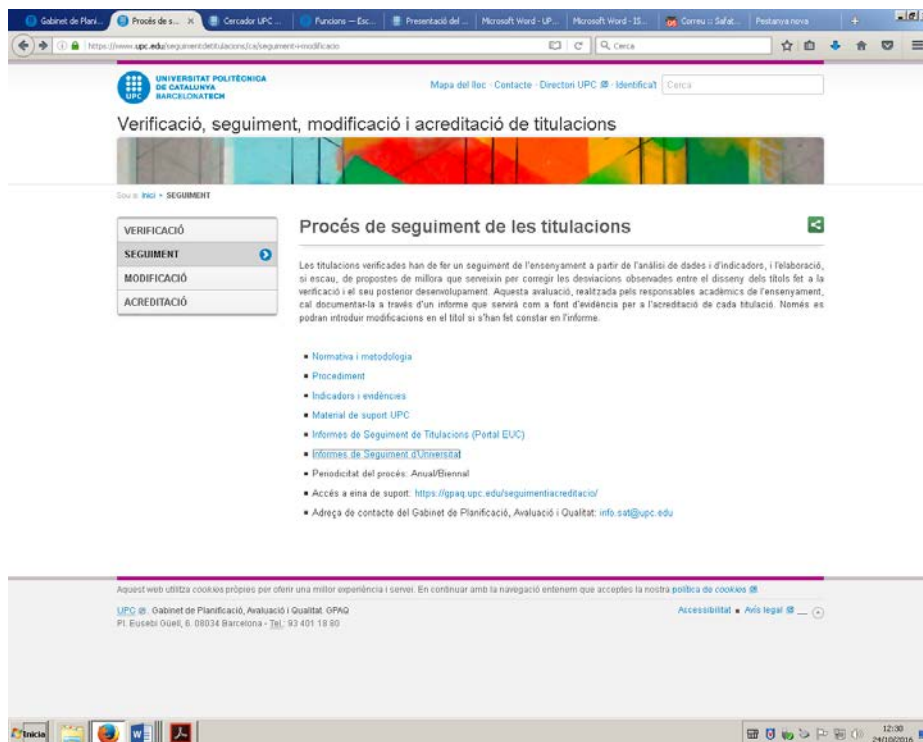 Gabinet de Plani...
Procés de s...
Cercador UPC ...
Funcions — Esc...
Presentació del ...
Microsoft Word - UP...
Microsoft Word - IS...
Correu :: Safat...
Pestanya nova
https://www.upc.edu/seguimentdetitulacions/ca/seguiment-i-modificacio
Cerca
UNIVERSITAT POLITÈCNICA
DE CATALUNYA
BARCELONATECH
UPC
Mapa del lloc · Contacte · Directori UPC · Identifica't
Cerca
Verificació, seguiment, modificació i acreditació de titulacions
Sou a: Inici > SEGUIMENT
VERIFICACIÓ
SEGUIMENT
MODIFICACIÓ
ACREDITACIÓ
Procés de seguiment de les titulacions
Les titulacions verificades han de fer un seguiment de l'ensenyament a partir de l'anàlisi de dades i d'indicadors, i l'elaboració,
si escau, de propostes de millora que serveixin per corregir les desviacions observades entre el disseny dels títols fet a la
verificació i el seu posterior desenvolupament. Aquesta avaluació, realitzada pels responsables acadèmics de l'ensenyament,
cal documentar-la a través d'un informe que servirà com a font d'evidència per a l'acreditació de cada titulació. Només es
podran introduir modificacions en el títol si s'han fet constar en l'informe.
Normativa i metodologia
Procediment
Indicadors i evidències
Material de suport UPC
Informes de Seguiment de Titulacions (Portal EUC)
Informes de Seguiment d'Universitat
Periodicitat del procés: Anual/Biennal
Accés a eina de suport: https://gpaq.upc.edu/seguimentiacreditacio/
Adreça de contacte del Gabinet de Planificació, Avaluació i Qualitat: info.sat@upc.edu
Aquest web utilitza cookies pròpies per oferir una millor experiència i servei. En continuar amb la navegació entenem que acceptes la nostra política de cookies
UPC . Gabinet de Planificació, Avaluació i Qualitat. GPAQ
Pl. Eusebi Güell, 6. 08034 Barcelona - Tel.: 93 401 18 80
Accessibilitat
Avís legal
Inicia
12:30
24/10/2016